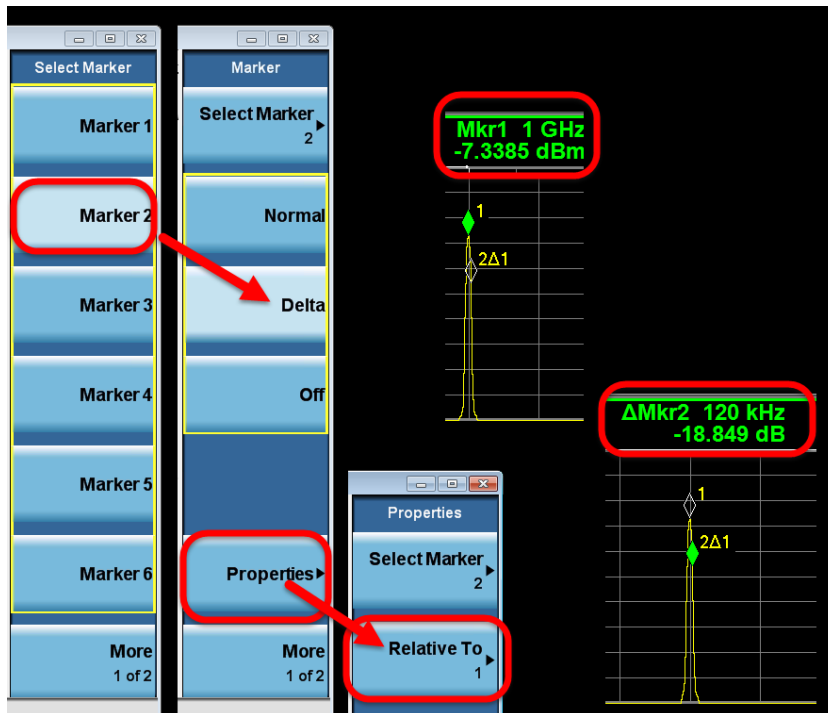 Select Marker
Marker 1
Marker 2
Marker 3
Marker 4
Marker 5
Marker 6
More
1 of 2
Marker
Select Marker
2
Normal
Delta
Off
Properties
More
1 of 2
Properties
Select Marker
2
Relative To
1
Mkr1 1 GHz
-7.3385 dBm
1
2Δ1
ΔMkr2 120 kHz
-18.849 dB
1
2Δ1